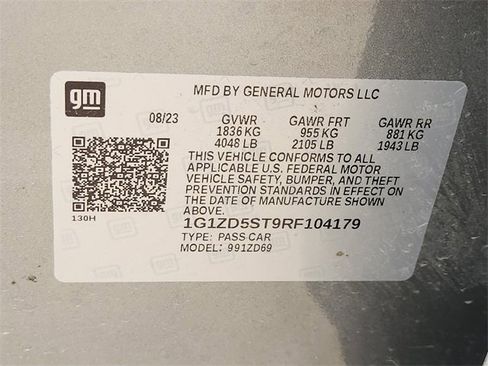 gm
MFD BY GENERAL MOTORS LLC
08/23 GVWR GAWR FRT GAWR RR
1836 KG 955 KG 881 KG
4048 LB 2105 LB 1943 LB
THIS VEHICLE CONFORMS TO ALL
APPLICABLE U.S. FEDERAL MOTOR
VEHICLE SAFETY, BUMPER, AND THEFT
PREVENTION STANDARDS IN EFFECT ON
THE DATE OF MANUFACTURE SHOWN
ABOVE.
130H
1G1ZD5ST9RF104179
TYPE: PASS CAR
MODEL: 991ZD69